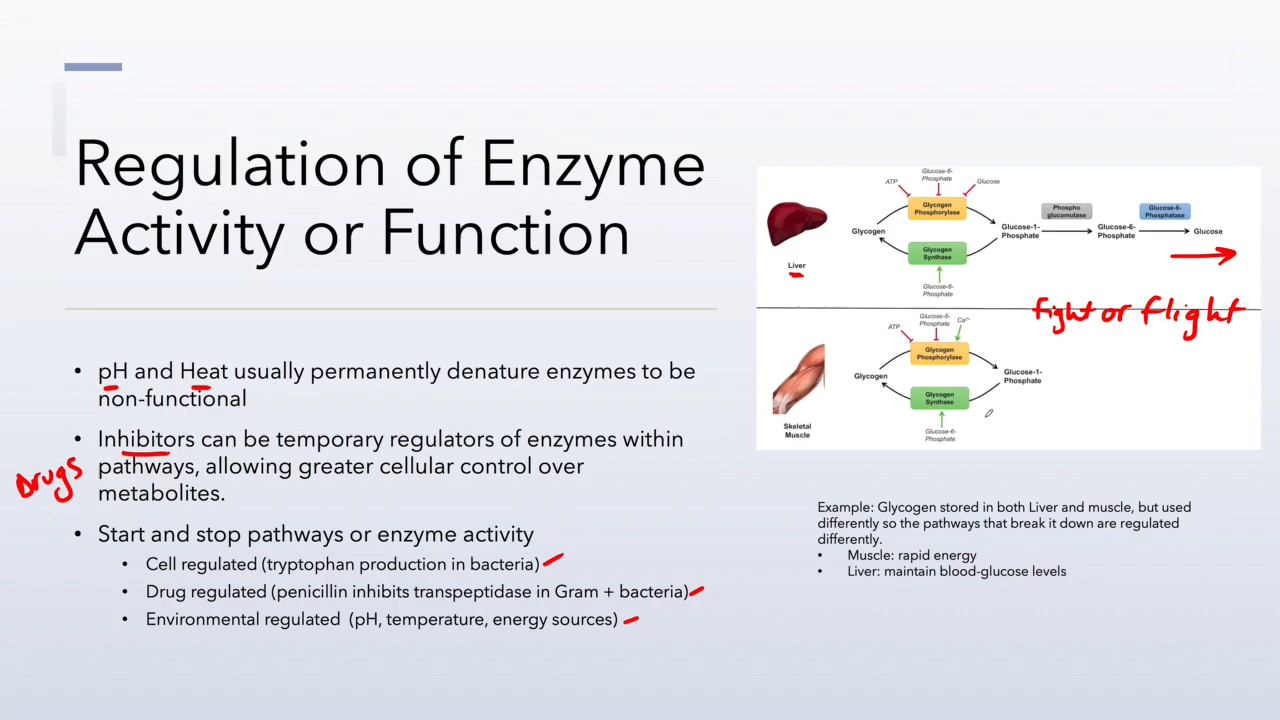 Regulation of Enzyme
Activity or Function
• pH and Heat usually permanently denature enzymes to be
non-functional
• Inhibitors can be temporary regulators of enzymes within
pathways, allowing greater cellular control over
metabolites.
Drugs
• Start and stop pathways or enzyme activity
• Cell regulated (tryptophan production in bacteria)
• Drug regulated (penicillin inhibits transpeptidase in Gram + bacteria)
• Environmental regulated (pH, temperature, energy sources)
ATP
Glucose-6-
Phosphate
Glucose
Glycogen
Phosphorylase
Phospho
glucomutase
Glucose-6-
Phosphatase
Glycogen
Glucose-1-
Phosphate
Glucose-6-
Phosphate
Glucose
Glycogen
Synthase
Liver
Glucose-6-
Phosphate
fight or flight
ATP
Glucose-6-
Phosphate
Ca2+
Glycogen
Phosphorylase
Glycogen
Glucose-1-
Phosphate
Glycogen
Synthase
Skeletal
Muscle
Glucose-6-
Phosphate
Example: Glycogen stored in both Liver and muscle, but used
differently so the pathways that break it down are regulated
differently.
• Muscle: rapid energy
• Liver: maintain blood-glucose levels